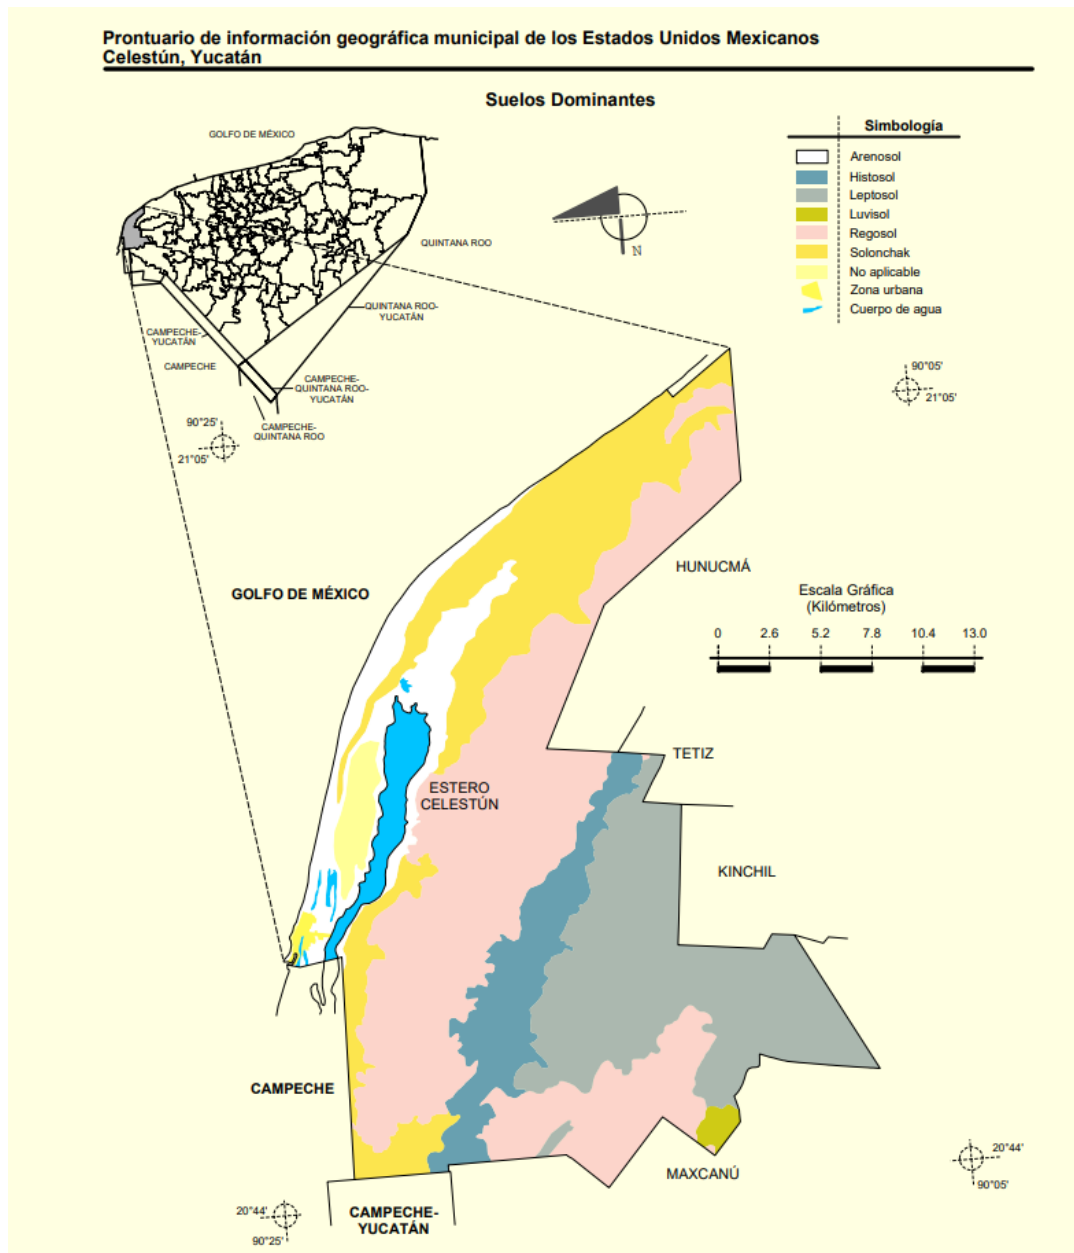 Prontuario de información geográfica municipal de los Estados Unidos Mexicanos
Celestún, Yucatán
Suelos Dominantes
Simbología
Arenosol
Histosol
Leptosol
Luvisol
Regosol
Solonchak
No aplicable
Zona urbana
Cuerpo de agua
GOLFO DE MÉXICO
QUINTANA ROO
QUINTANA ROO-
YUCATÁN
CAMPECHE-
YUCATÁN
CAMPECHE
CAMPECHE-
QUINTANA ROO-
YUCATÁN
CAMPECHE-
QUINTANA ROO
N
90°25'
21°05'
90°05'
21°05'
GOLFO DE MÉXICO
HUNUCMÁ
Escala Gráfica
(Kilómetros)
0 2.6 5.2 7.8 10.4 13.0
TETIZ
ESTERO
CELESTÚN
KINCHIL
CAMPECHE
MAXCANÚ
20°44'
90°05'
20°44'
90°25'
CAMPECHE-
YUCATÁN